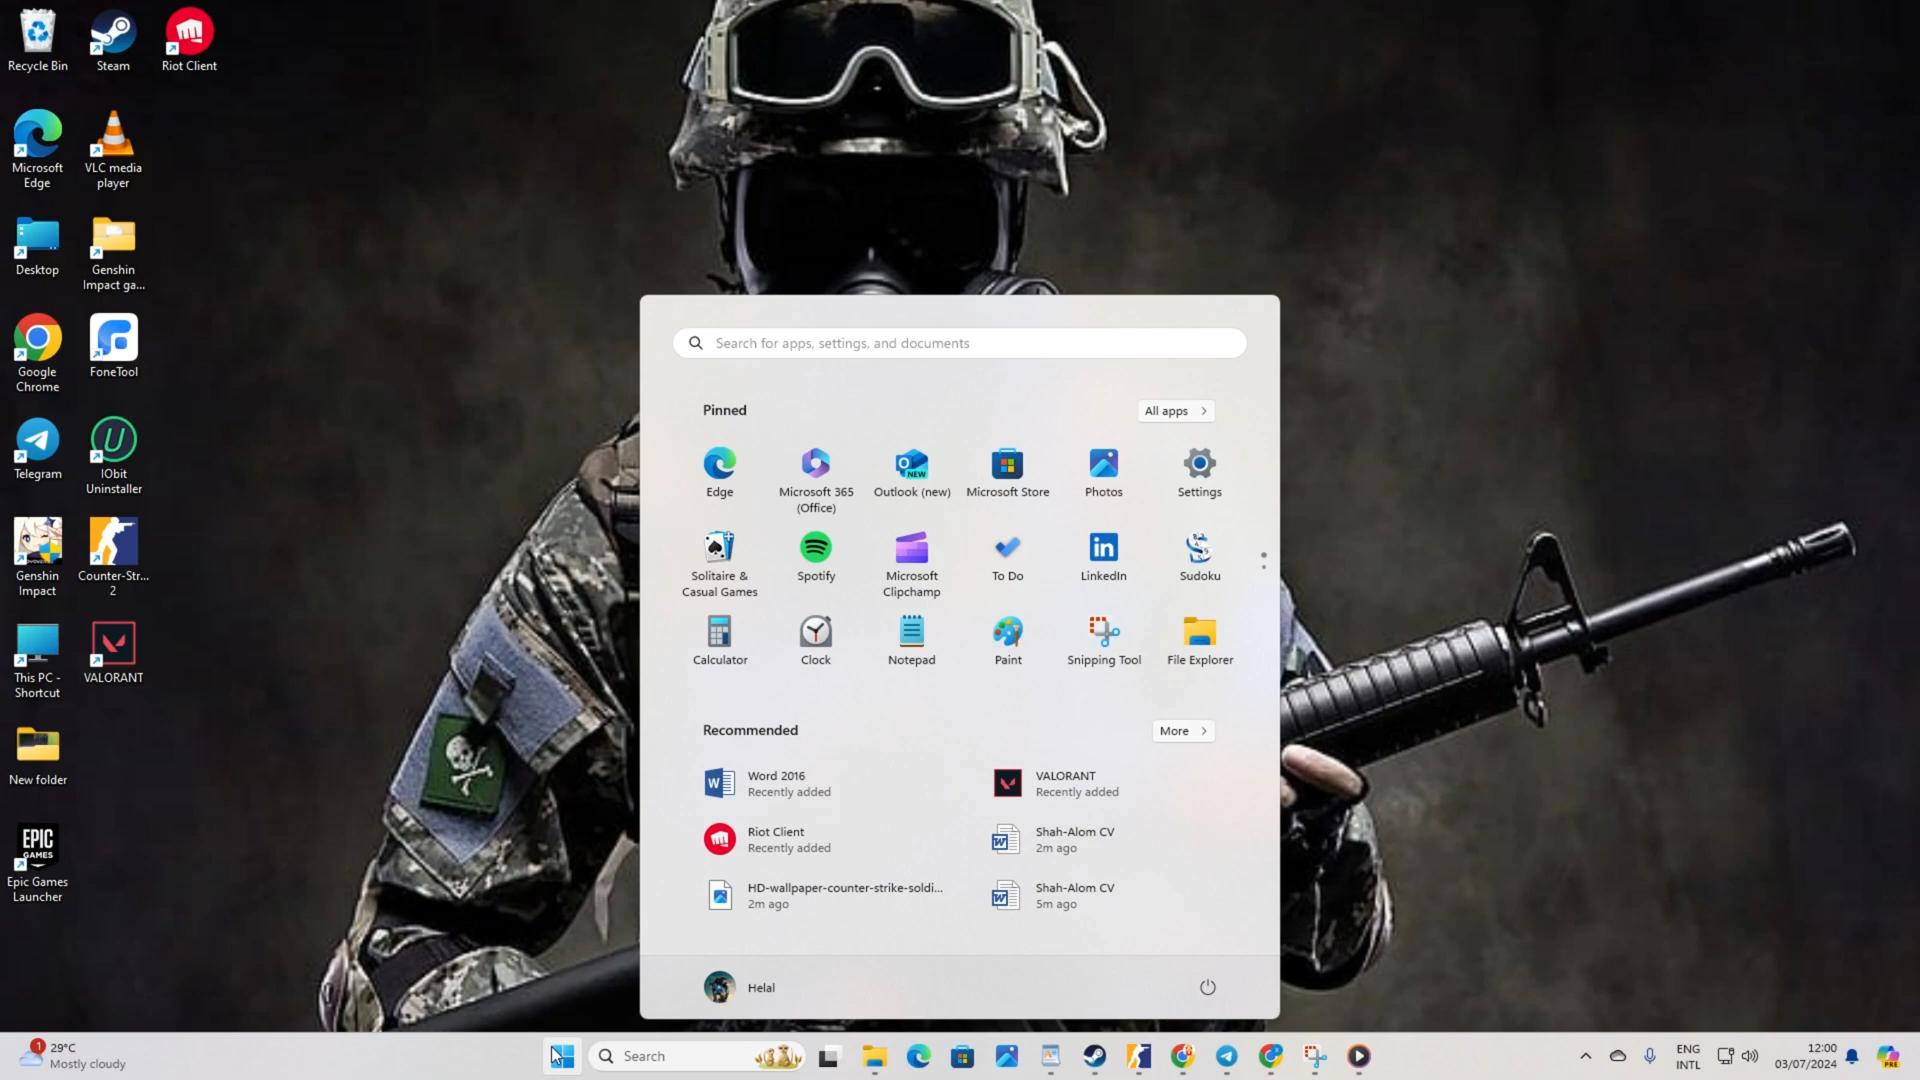 Recycle Bin
Steam
Riot Client
Microsoft
Edge
VLC media
player
Desktop
Genshin
Impact ga...
Google
Chrome
FoneTool
Telegram
IObit
Uninstaller
Genshin
Impact
Counter-Str...
2
This PC -
Shortcut
VALORANT
New folder
EPIC
GAMES
Epic Games
Launcher
Search for apps, settings, and documents
Pinned
All apps
Edge
Microsoft 365
(Office)
NEW
Outlook (new)
Microsoft Store
Photos
Settings
Solitaire &
Casual Games
Spotify
Microsoft
Clipchamp
To Do
in
LinkedIn
Sudoku
Calculator
Clock
Notepad
Paint
Snipping Tool
File Explorer
Recommended
More
Word 2016
Recently added
VALORANT
Recently added
Riot Client
Recently added
Shah-Alom CV
2m ago
HD-wallpaper-counter-strike-soldi...
2m ago
Shah-Alom CV
5m ago
Helal
1
29°C
Mostly cloudy
Search
ENG
INTL
12:00
03/07/2024
PRE